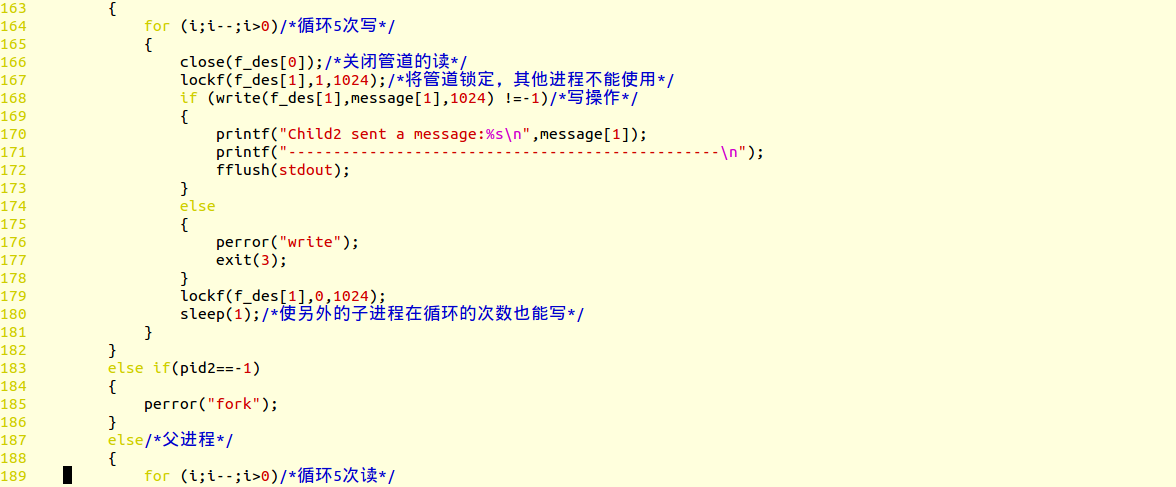 163         {
164             for (i;i--;i>0)/*循环5次写*/
165             {
166                 close(f_des[0]);/*关闭管道的读*/
167                 lockf(f_des[1],1,1024);/*将管道锁定，其他进程不能使用*/
168                 if (write(f_des[1],message[1],1024) !=-1)/*写操作*/
169                 {
170                     printf("Child2 sent a message:%s\n",message[1]);
171                     printf("------------------------------------------------\n");
172                     fflush(stdout);
173                 }
174                 else
175                 {
176                     perror("write");
177                     exit(3);
178                 }
179                 lockf(f_des[1],0,1024);
180                 sleep(1);/*使另外的子进程在循环的次数也能写*/
181             }
182         }
183         else if(pid2==-1)
184         {
185             perror("fork");
186         }
187         else/*父进程*/
188         {
189             for (i;i--;i>0)/*循环5次读*/